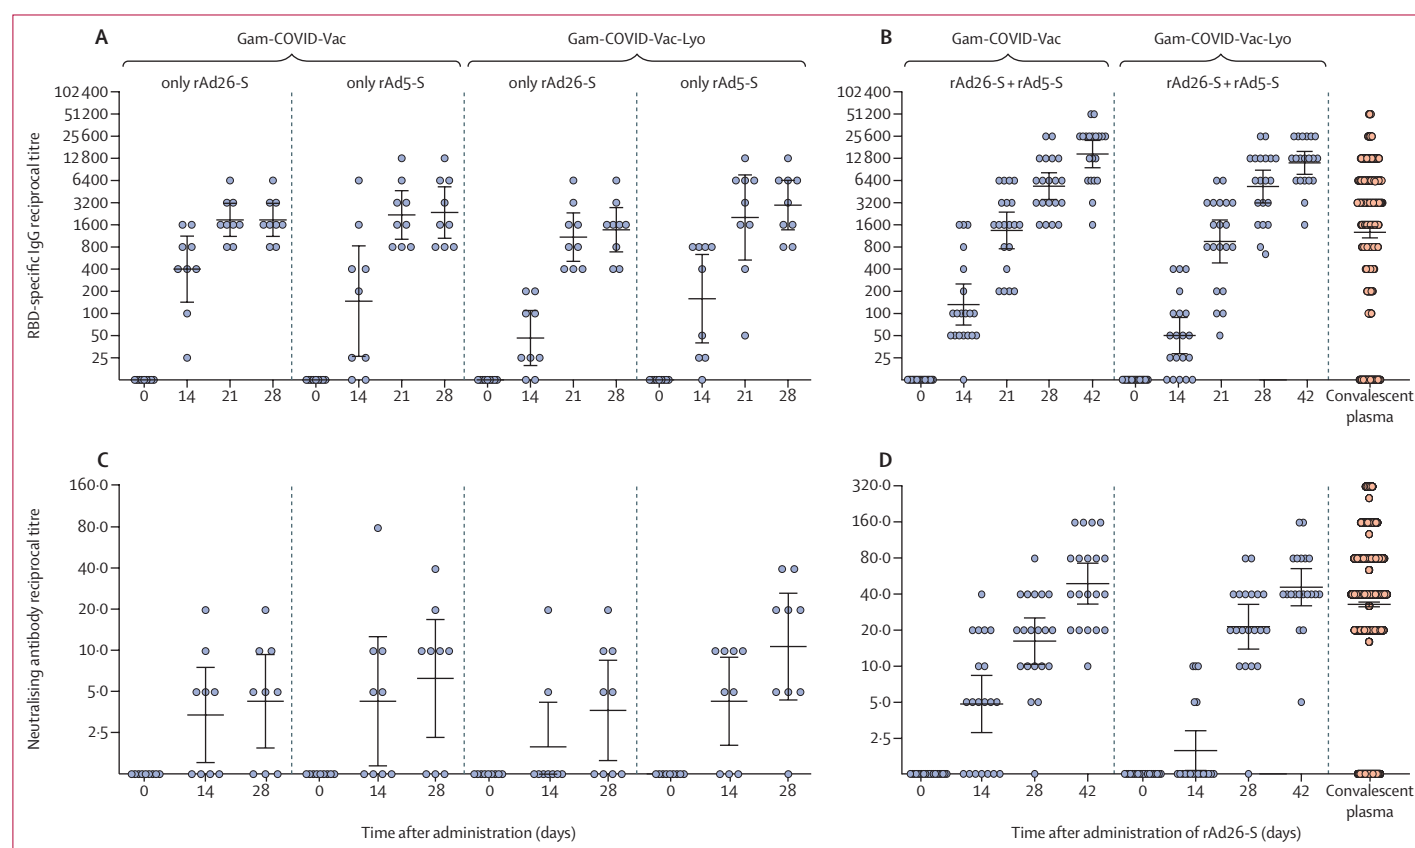 A
Gam-COVID-Vac
Gam-COVID-Vac-Lyo
only rAd26-S
only rAd5-S
only rAd26-S
only rAd5-S
RBD-specific IgG reciprocal titre
102 400
51 200
25 600
12 800
6400
3200
1600
800
400
200
100
50
25
0 14 21 28 0 14 21 28 0 14 21 28 0 14 21 28
B
Gam-COVID-Vac
Gam-COVID-Vac-Lyo
rAd26-S + rAd5-S
rAd26-S + rAd5-S
102 400
51 200
25 600
12 800
6400
3200
1600
800
400
200
100
50
25
0 14 21 28 42 0 14 21 28 42 Convalescent
plasma
C
Neutralising antibody reciprocal titre
160·0
80·0
40·0
20·0
10·0
5·0
2·5
0 14 28 0 14 28 0 14 28 0 14 28
Time after administration (days)
D
320·0
160·0
80·0
40·0
20·0
10·0
5·0
2·5
0 14 28 42 0 14 28 42 Convalescent
plasma
Time after administration of rAd26-S (days)